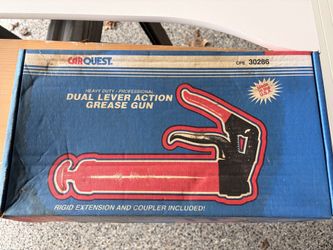 CARQUEST
CPE 30286
HEAVY DUTY - PROFESSIONAL
DUAL LEVER ACTION
GREASE GUN
RIGID EXTENSION AND COUPLER INCLUDED!